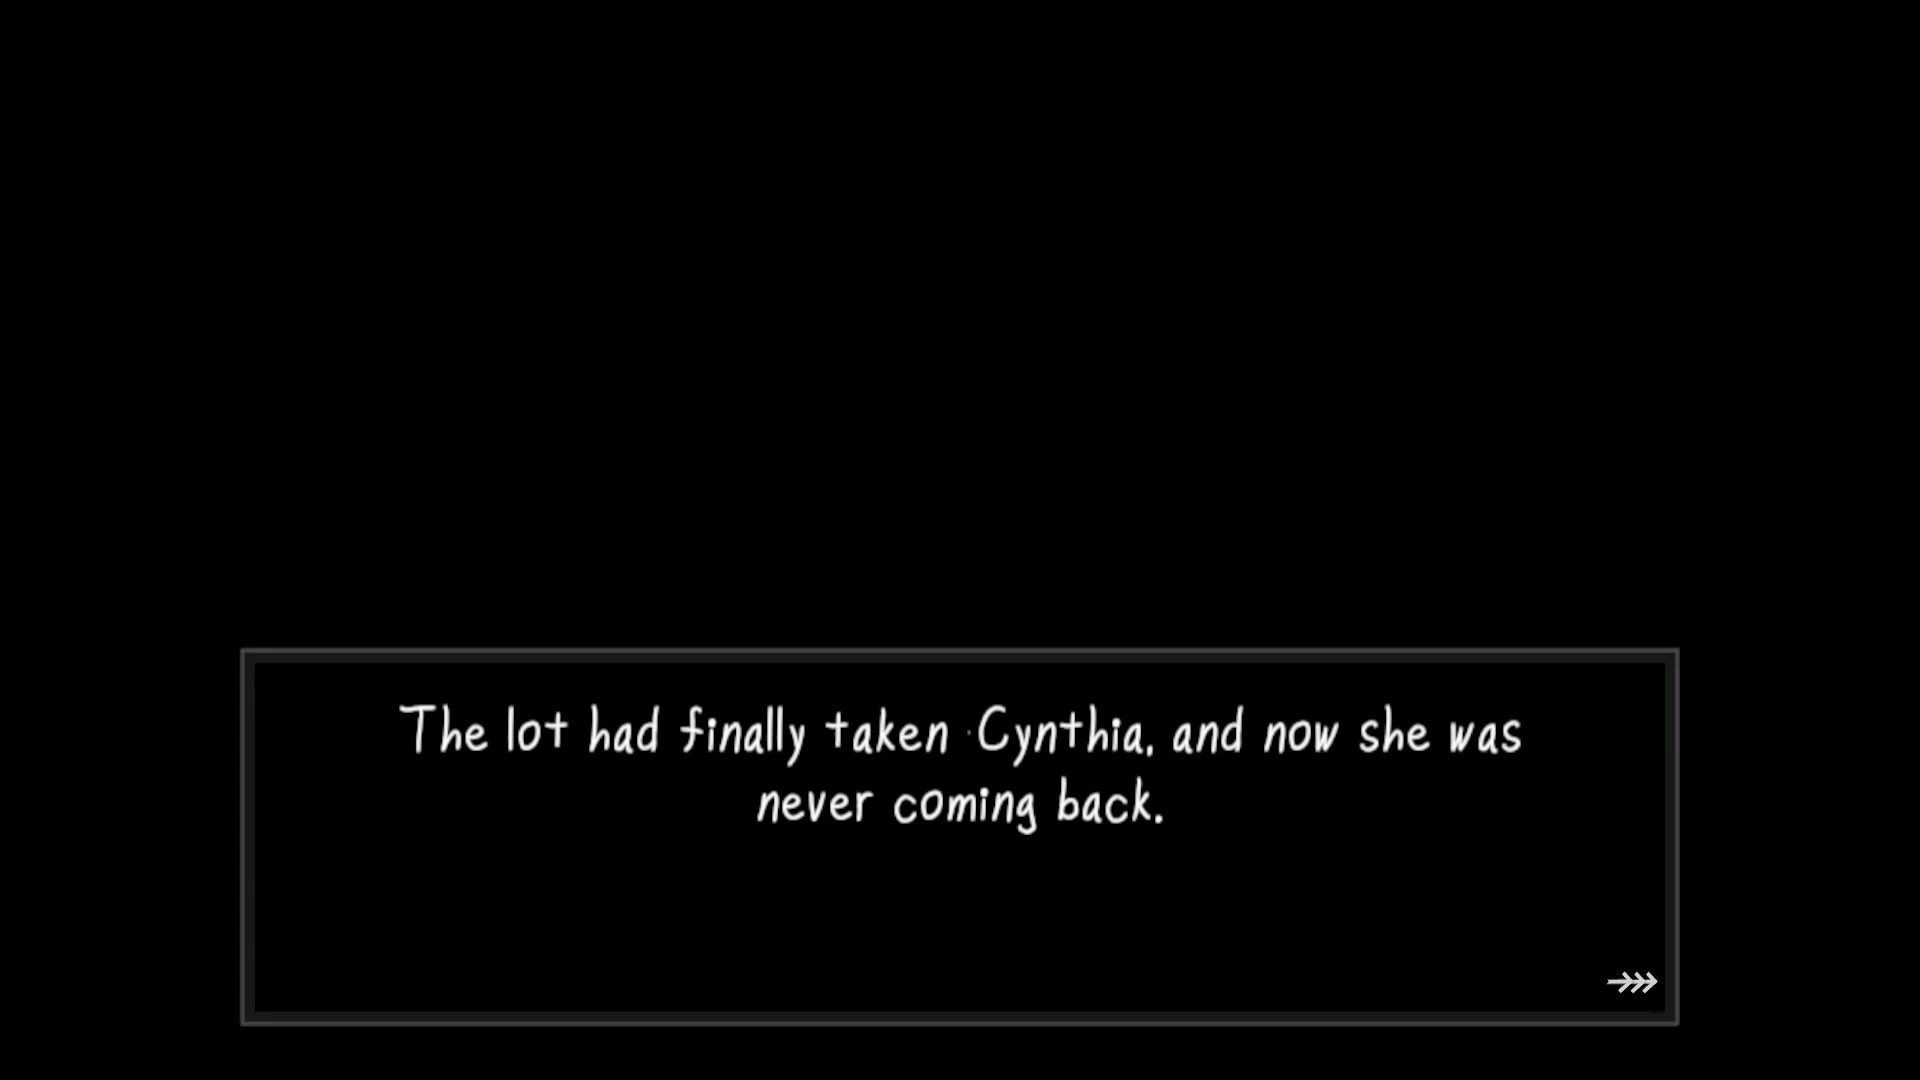 The lot had finally taken Cynthia, and now she was
never coming back.